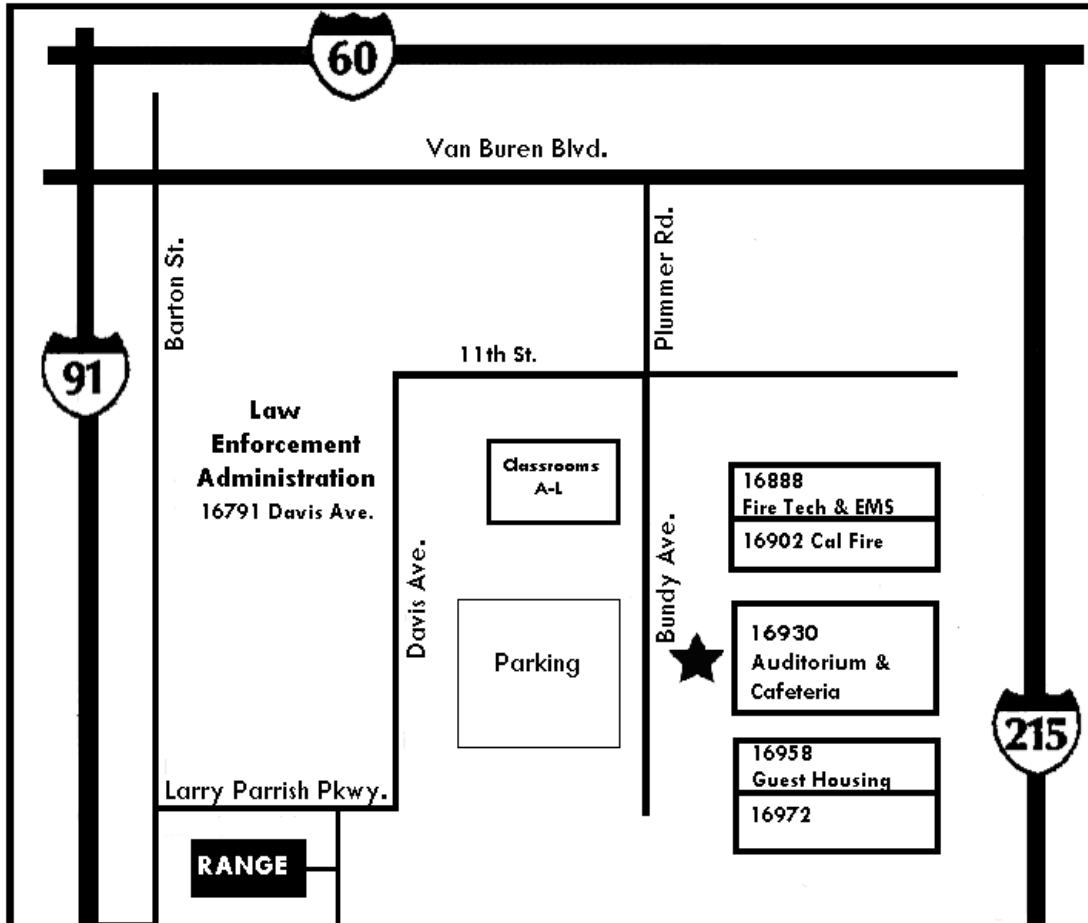 60
Van Buren Blvd.
Barton St.
Plummer Rd.
91
11th St.
Law
Enforcement
Administration
16791 Davis Ave.
Classrooms
A-L
16888
Fire Tech & EMS
16902 Cal Fire
Davis Ave.
Bundy Ave.
Parking
16930
Auditorium &
Cafeteria
215
16958
Guest Housing
16972
Larry Parrish Pkwy.
RANGE